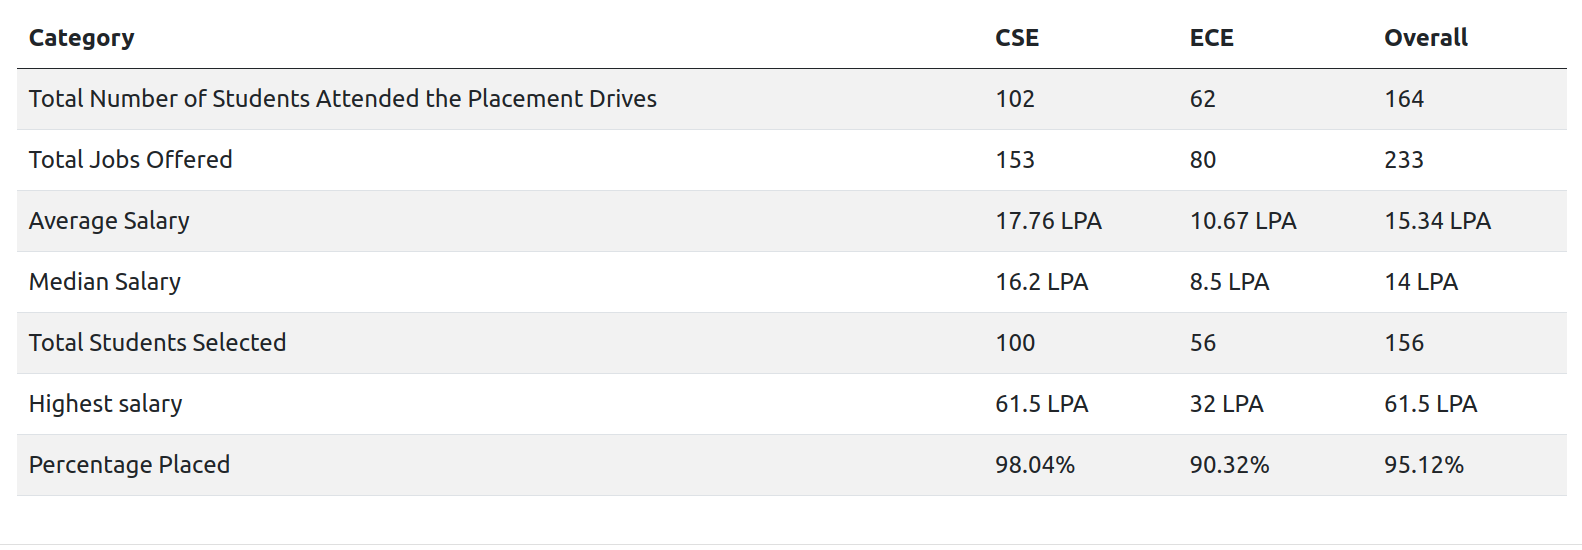 Category CSE ECE Overall
Total Number of Students Attended the Placement Drives 102 62 164
Total Jobs Offered 153 80 233
Average Salary 17.76 LPA 10.67 LPA 15.34 LPA
Median Salary 16.2 LPA 8.5 LPA 14 LPA
Total Students Selected 100 56 156
Highest salary 61.5 LPA 32 LPA 61.5 LPA
Percentage Placed 98.04% 90.32% 95.12%